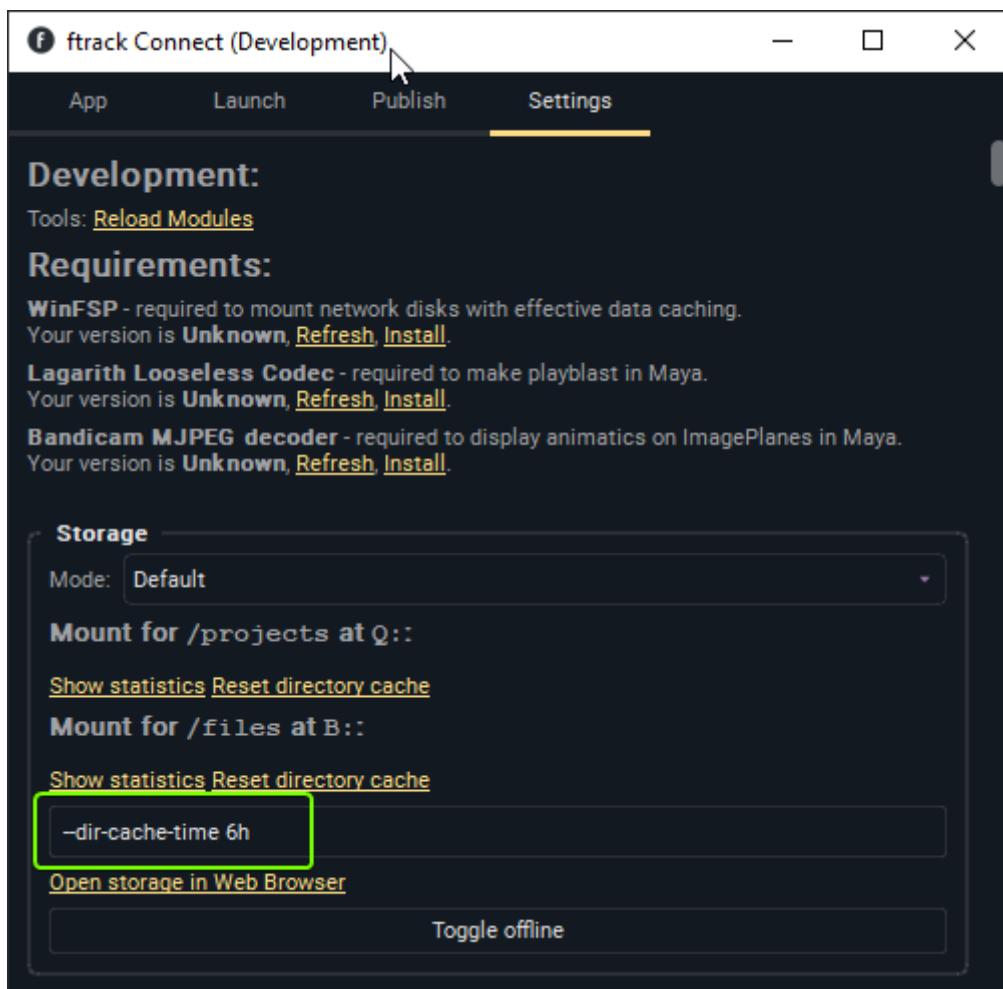 ftrack Connect (Development)
App Launch Publish Settings
Development:
Tools: Reload Modules
Requirements:
WinFSP - required to mount network disks with effective data caching.
Your version is Unknown, Refresh, Install.
Lagarith Looseless Codec - required to make playblast in Maya.
Your version is Unknown, Refresh, Install.
Bandicam MJPEG decoder - required to display animatics on ImagePlanes in Maya.
Your version is Unknown, Refresh, Install.
Storage
Mode: Default
Mount for /projects at Q::
Show statistics Reset directory cache
Mount for /files at B::
Show statistics Reset directory cache
--dir-cache-time 6h
Open storage in Web Browser
Toggle offline